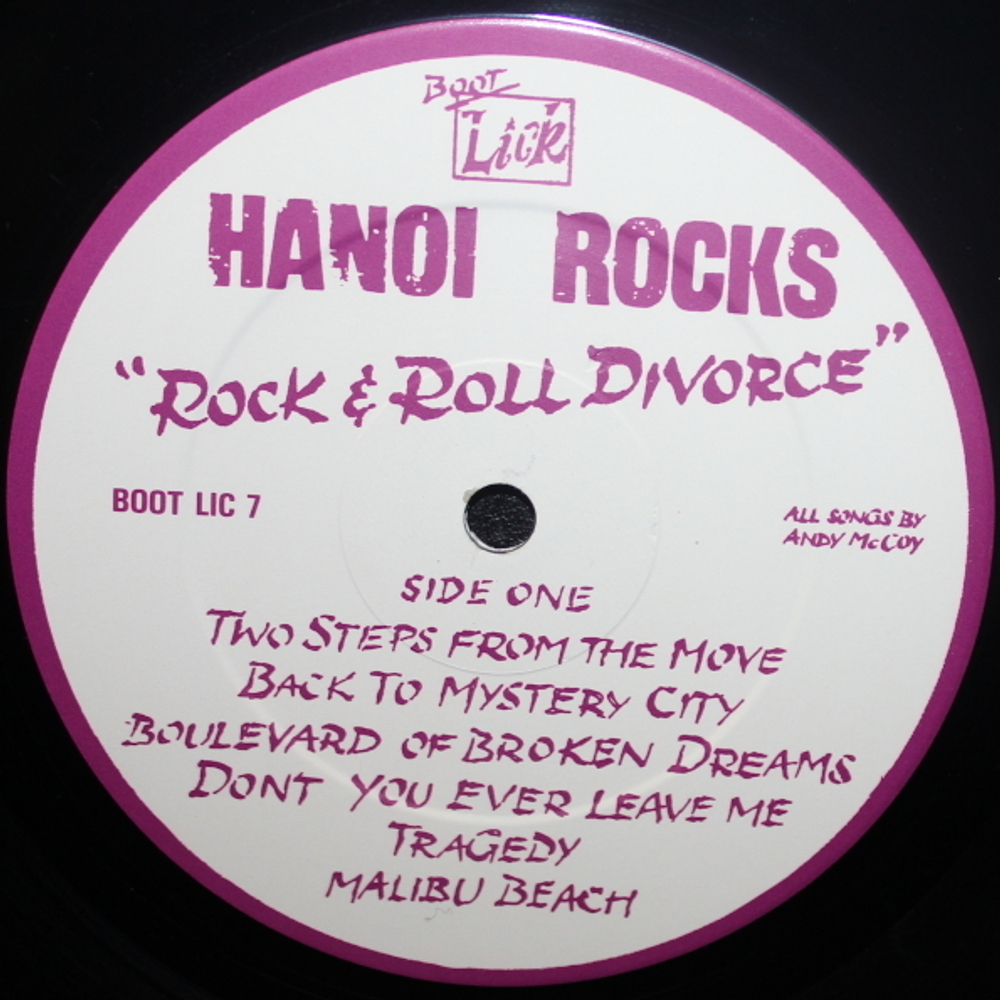 BOOT
Lick
HANOI ROCKS
"ROCK & ROLL DIVORCE"
BOOT LIC 7
ALL SONGS BY
ANDY McCOY
SIDE ONE
TWO STEPS FROM THE MOVE
BACK TO MYSTERY CITY
BOULEVARD OF BROKEN DREAMS
DONT YOU EVER LEAVE ME
TRAGEDY
MALIBU BEACH